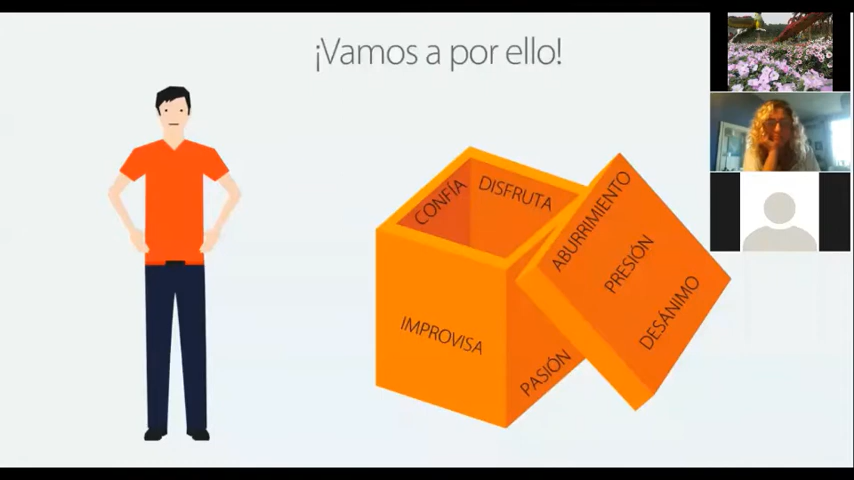 ¡Vamos a por ello!
CONFÍA
DISFRUTA
ABURRIMIENTO
PRESIÓN
DESÁNIMO
IMPROVISA
PASIÓN